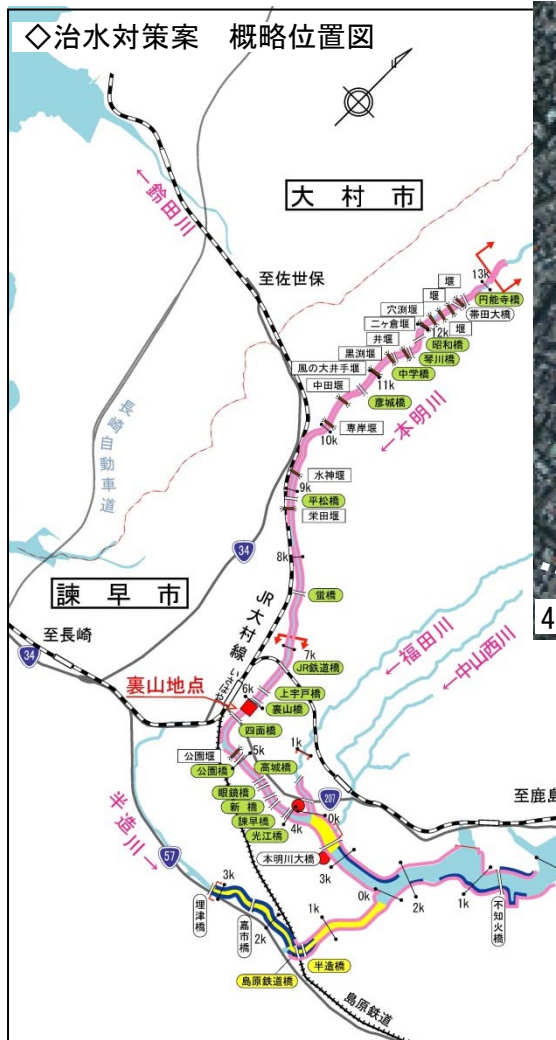 ◇治水対策案 概略位置図
大村市
←鈴田川
至佐世保
13k
円能寺橋
帯田大橋
堰
堰
穴渕堰
堰
二ヶ倉堰
12k
昭和橋
井堰
琴川橋
黒渕堰
中学橋
風の大井手堰
11k
中田堰
彦城橋
←本明川
専岸堰
10k
長崎自動車道
水神堰
9k
平松橋
栄田堰
34
8k
諫早市
蛍橋
至長崎
JR大村線
34
7k
JR鉄道橋
←福田川
←中山西川
いさはや
上宇戸橋
裏山地点
6k
裏山橋
四面橋
公園堰
5k
1k
公園橋
高城橋
207
至鹿島
眼鏡橋
新橋
諫早橋
4k
0k
光江橋
半造川→
57
本明川大橋
3k
0k
2k
1k
不知火橋
3k
埋津橋
嘉市橋
2k
1k
半造橋
島原鉄道橋
島原鉄道
4